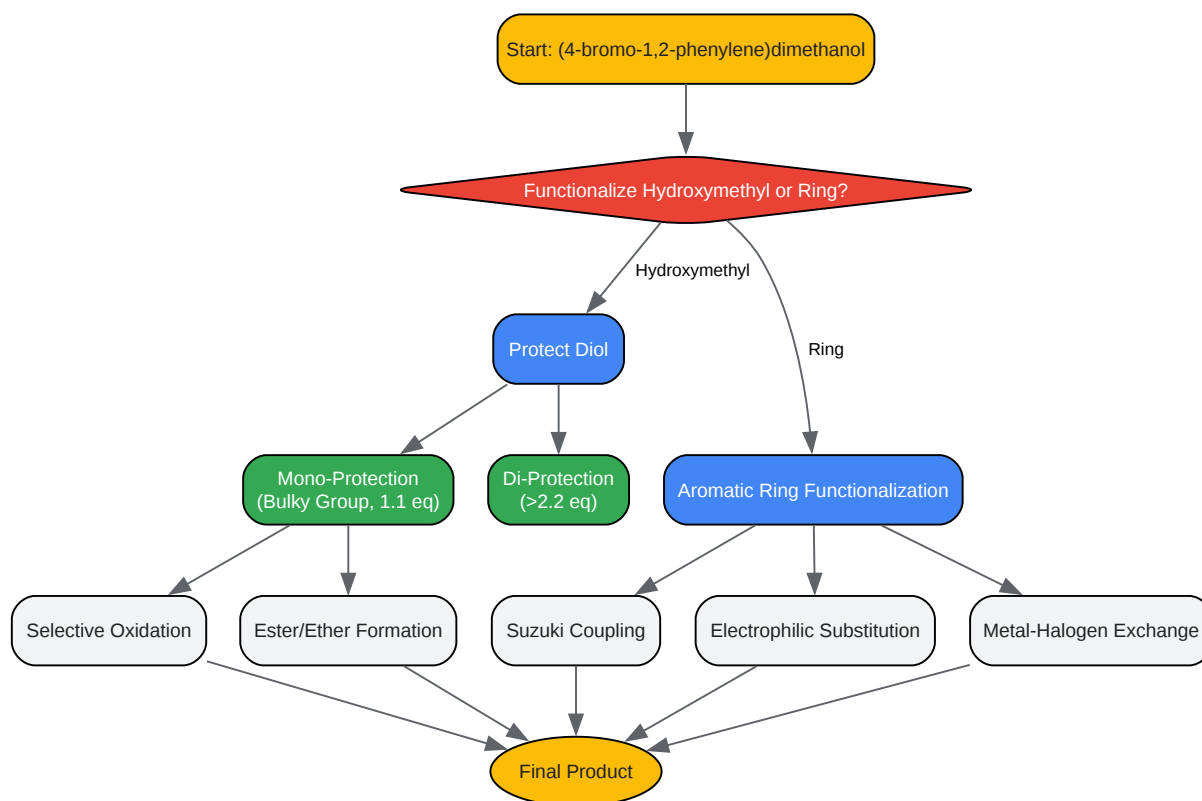 Start: (4-bromo-1,2-phenylene)dimethanol
Functionalize Hydroxymethyl or Ring?
Hydroxymethyl
Protect Diol
Ring
Mono-Protection
(Bulky Group, 1.1 eq)
Di-Protection
(>2.2 eq)
Aromatic Ring Functionalization
Selective Oxidation
Ester/Ether Formation
Suzuki Coupling
Electrophilic Substitution
Metal-Halogen Exchange
Final Product